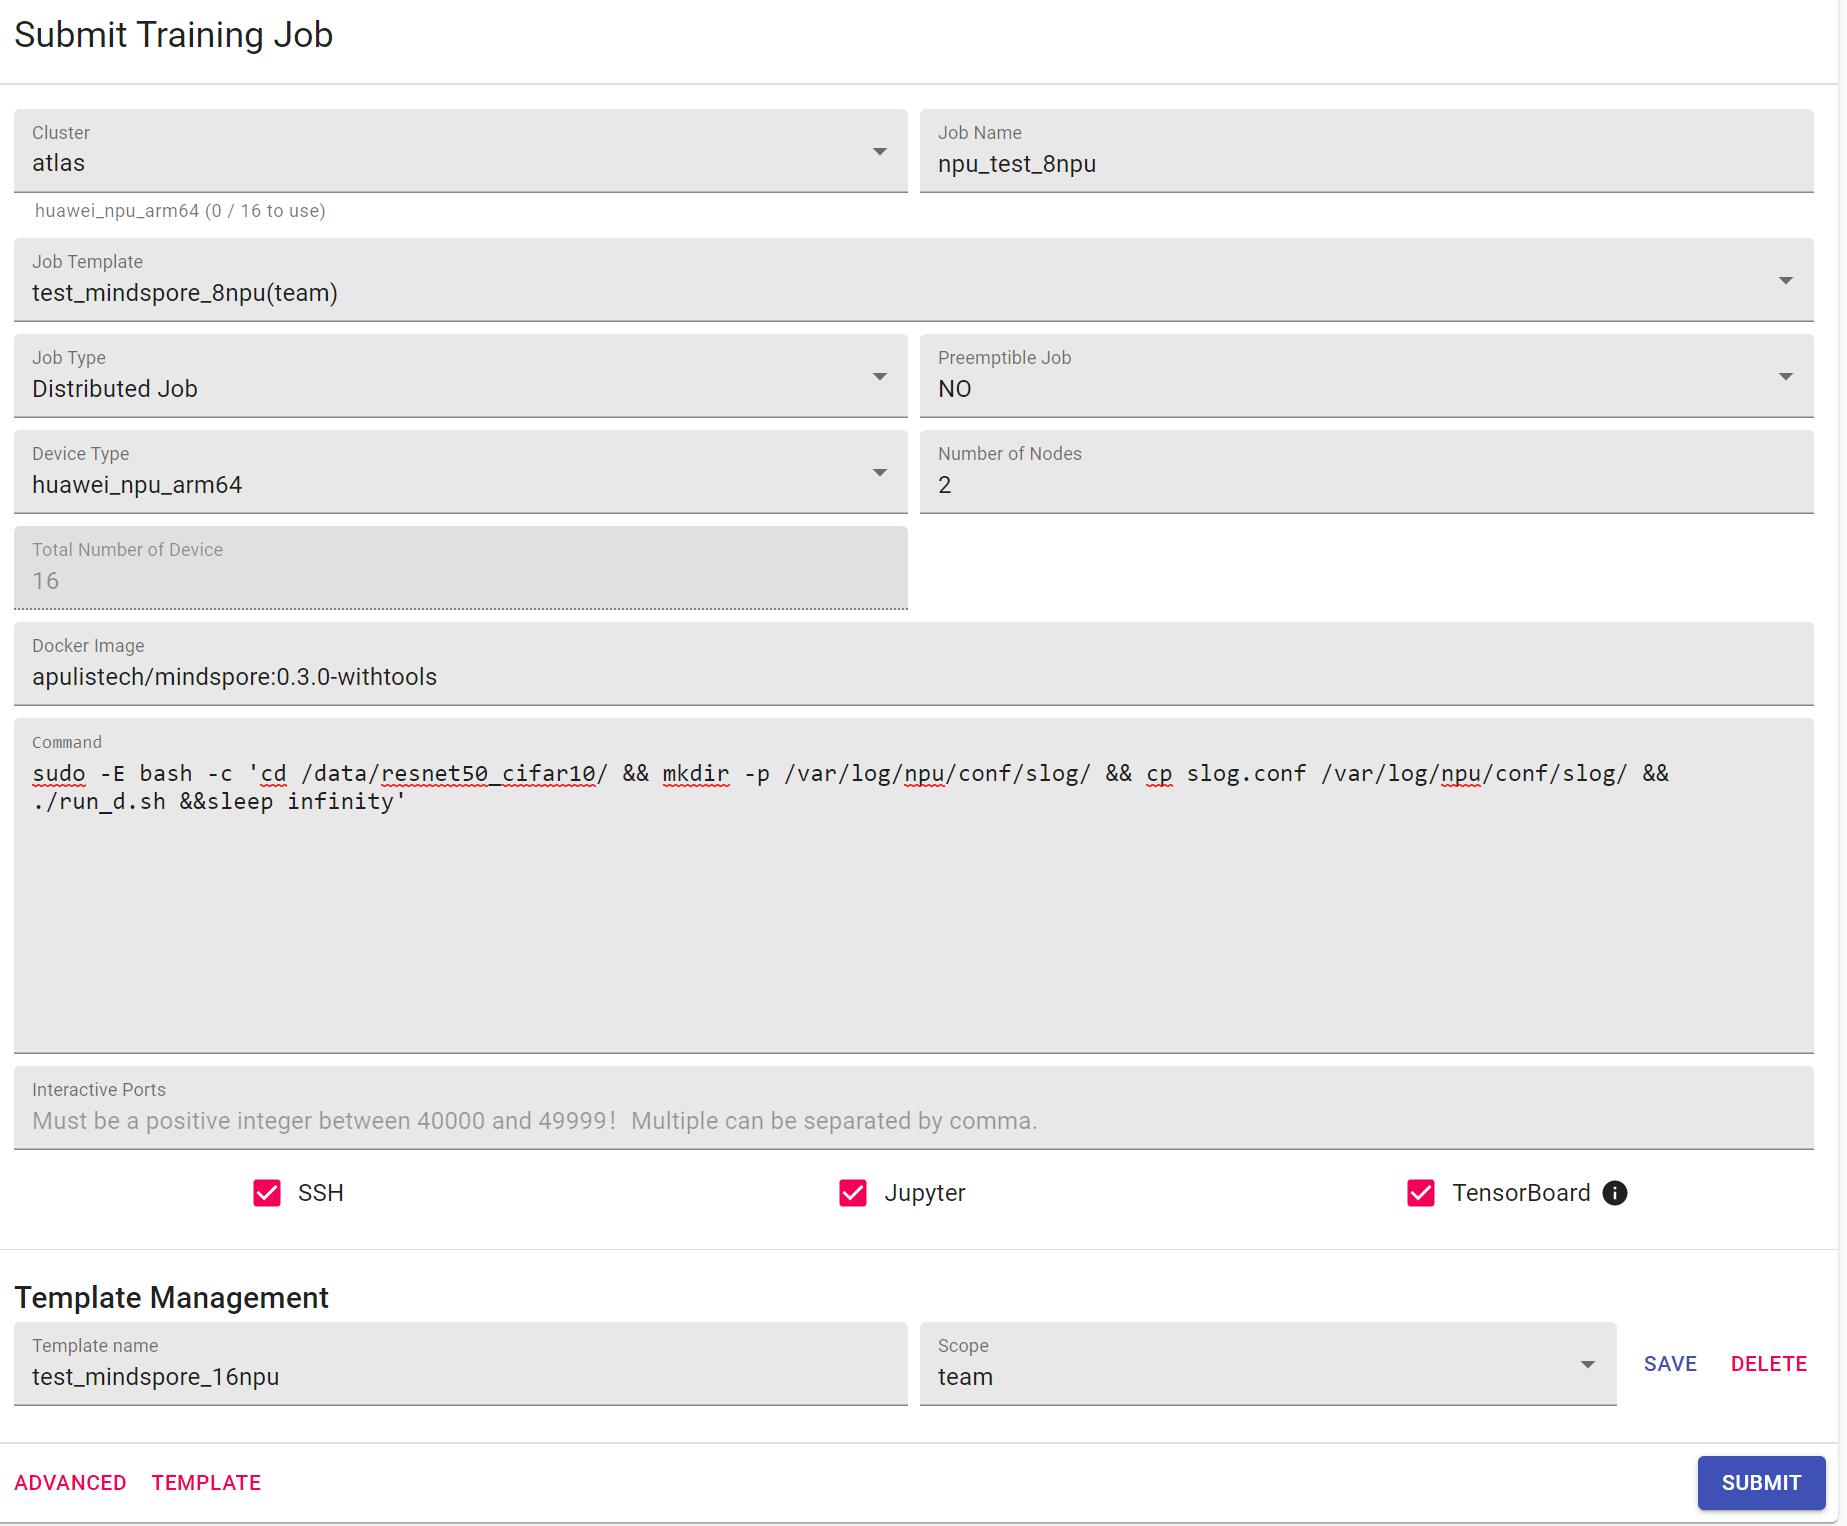 Submit Training Job
Cluster
atlas
Job Name
npu_test_8npu
huawei_npu_arm64 (0 / 16 to use)
Job Template
test_mindspore_8npu(team)
Job Type
Distributed Job
Preemptible Job
NO
Device Type
huawei_npu_arm64
Number of Nodes
2
Total Number of Device
16
Docker Image
apulistech/mindspore:0.3.0-withtools
Command
sudo -E bash -c 'cd /data/resnet50_cifar10/ && mkdir -p /var/log/npu/conf/slog/ && cp slog.conf /var/log/npu/conf/slog/ &&
./run_d.sh &&sleep infinity'
Interactive Ports
Must be a positive integer between 40000 and 49999！ Multiple can be separated by comma.
SSH
Jupyter
TensorBoard
Template Management
Template name
test_mindspore_16npu
Scope
team
SAVE
DELETE
ADVANCED
TEMPLATE
SUBMIT